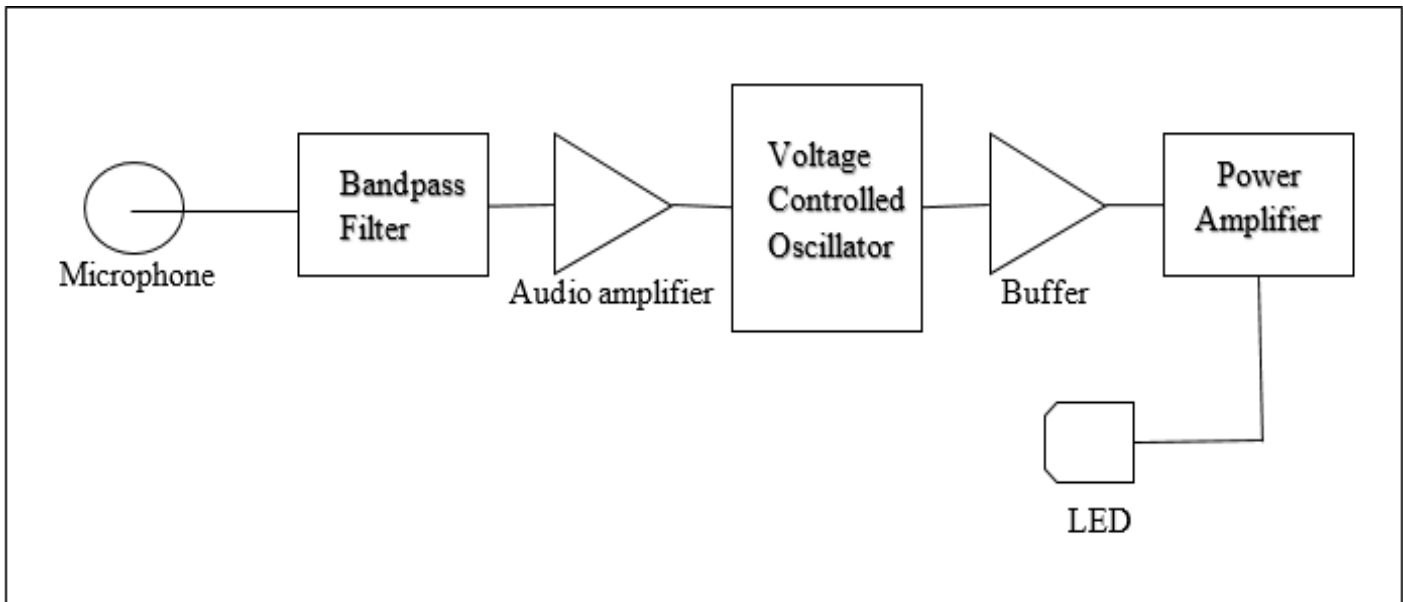 Microphone
Bandpass
Filter
Audio amplifier
Voltage
Controlled
Oscillator
Buffer
Power
Amplifier
LED